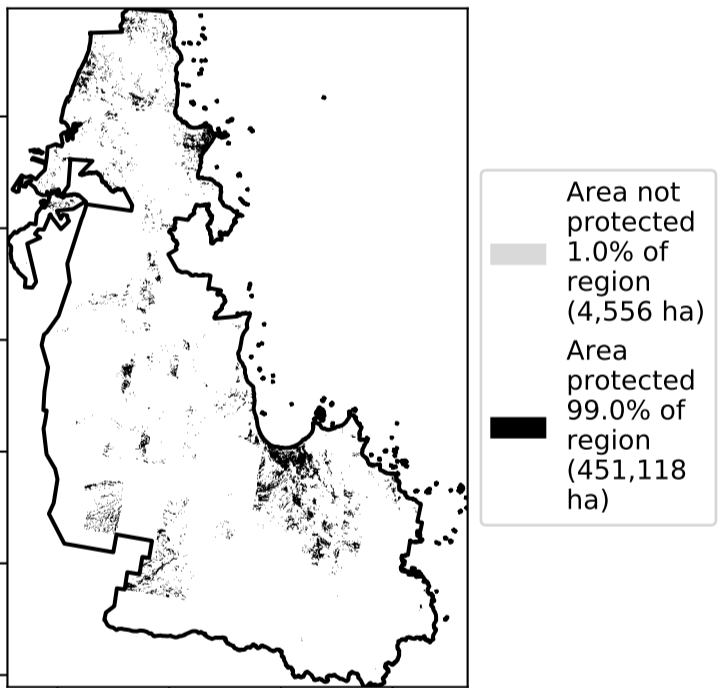 Area not
protected
1.0% of
region
(4,556 ha)
Area
protected
99.0% of
region
(451,118
ha)